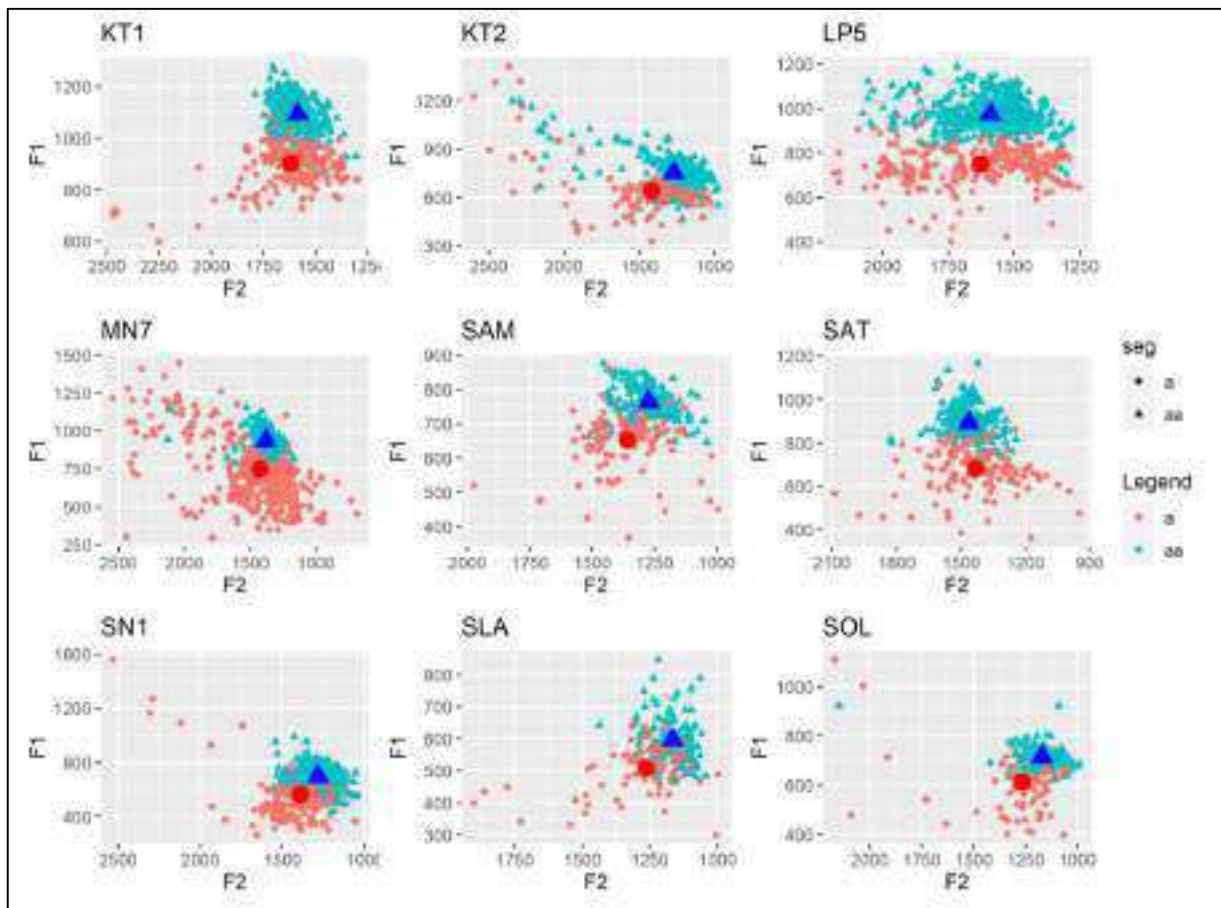 KT1 KT2 LP5
1200 1200 1200
1000 900 1000
800 600 800
600 300 600
400
F1 F1 F1
2500 2250 2000 1750 1500 2500 2000 1500 1000 2000 1750 1500 1250
F2 F2 F2
MN7 SAM SAT
1500 900 1200
1250 800 1000
1000 700 800
750 600 600
500 500 400
250 400
F1 F1 F1
2500 2000 1500 1000 2000 1750 1500 1250 1000 2100 1800 1500 1200 900
F2 F2 F2
seg
a
aa
Legend
a
aa
SN1 SLA SOL
1600 800 1000
1200 700 800
800 600 600
400 500 400
400
300
F1 F1 F1
2500 2000 1500 1000 1750 1500 1250 1000 2000 1750 1500 1250 1000
F2 F2 F2